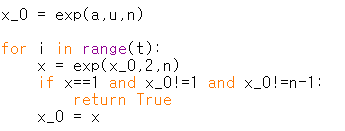 x_0 = exp(a,u,n)

for i in range(t):
    x = exp(x_0,2,n)
    if x==1 and x_0!=1 and x_0!=n-1:
        return True
    x_0 = x